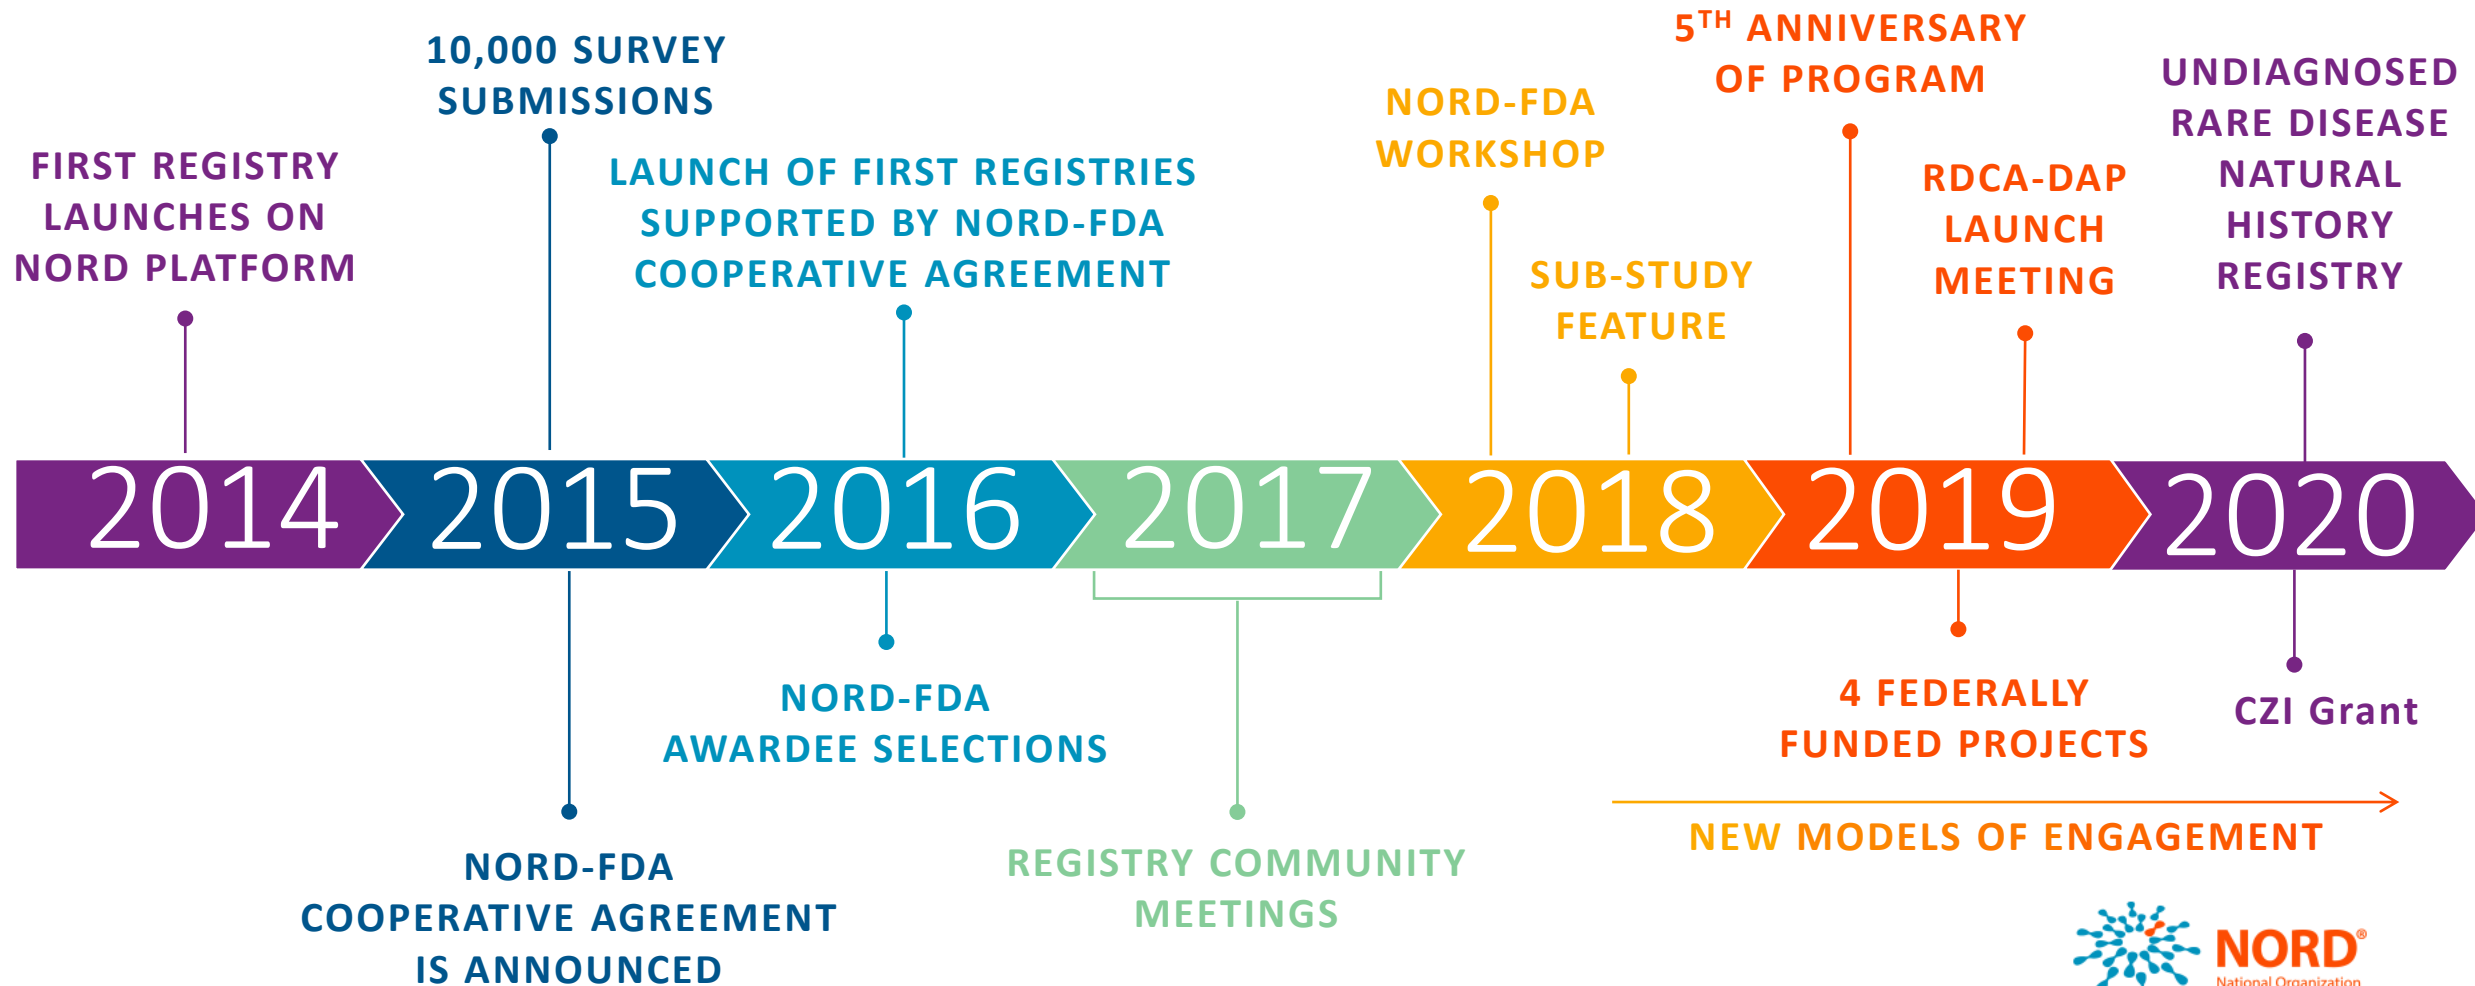 FIRST REGISTRY
LAUNCHES ON
NORD PLATFORM
10,000 SURVEY
SUBMISSIONS
LAUNCH OF FIRST REGISTRIES
SUPPORTED BY NORD-FDA
COOPERATIVE AGREEMENT
NORD-FDA
WORKSHOP
SUB-STUDY
FEATURE
5TH ANNIVERSARY
OF PROGRAM
RDCA-DAP
LAUNCH
MEETING
UNDIAGNOSED
RARE DISEASE
NATURAL
HISTORY
REGISTRY
2014
2015
2016
2017
2018
2019
2020
NORD-FDA
COOPERATIVE AGREEMENT
IS ANNOUNCED
NORD-FDA
AWARDEE SELECTIONS
REGISTRY COMMUNITY
MEETINGS
4 FEDERALLY
FUNDED PROJECTS
CZI Grant
NEW MODELS OF ENGAGEMENT
NORD®
National Organization